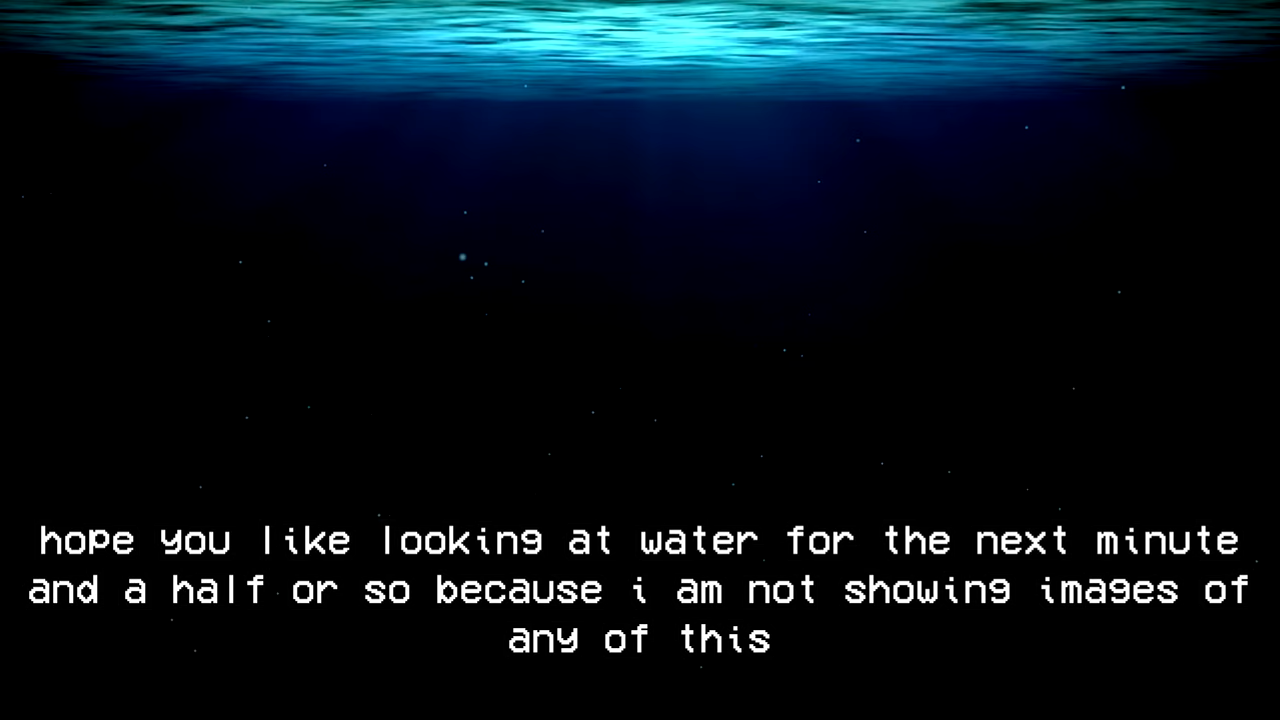 hope you like looking at water for the next minute
and a half or so because i am not showing images of
any of this